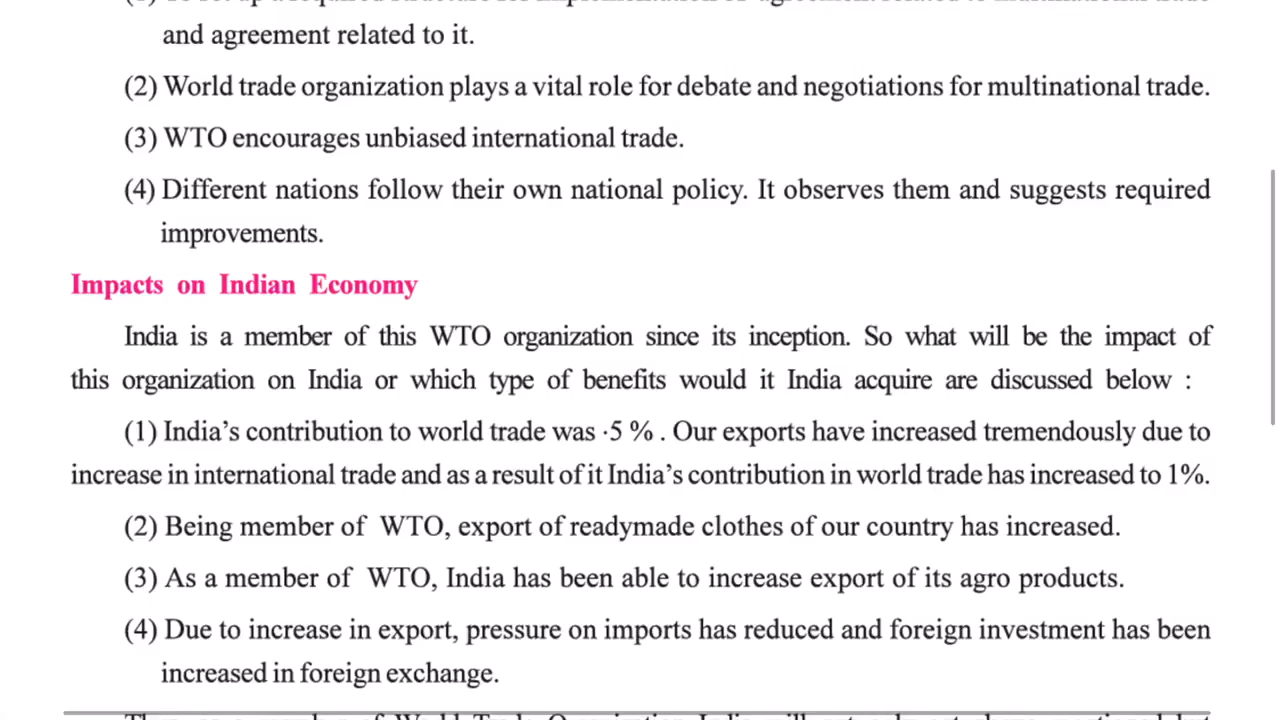 and agreement related to it.
(2) World trade organization plays a vital role for debate and negotiations for multinational trade.
(3) WTO encourages unbiased international trade.
(4) Different nations follow their own national policy. It observes them and suggests required
improvements.
Impacts on Indian Economy
India is a member of this WTO organization since its inception. So what will be the impact of
this organization on India or which type of benefits would it India acquire are discussed below :
(1) India’s contribution to world trade was ·5 % . Our exports have increased tremendously due to
increase in international trade and as a result of it India’s contribution in world trade has increased to 1%.
(2) Being member of WTO, export of readymade clothes of our country has increased.
(3) As a member of WTO, India has been able to increase export of its agro products.
(4) Due to increase in export, pressure on imports has reduced and foreign investment has been
increased in foreign exchange.